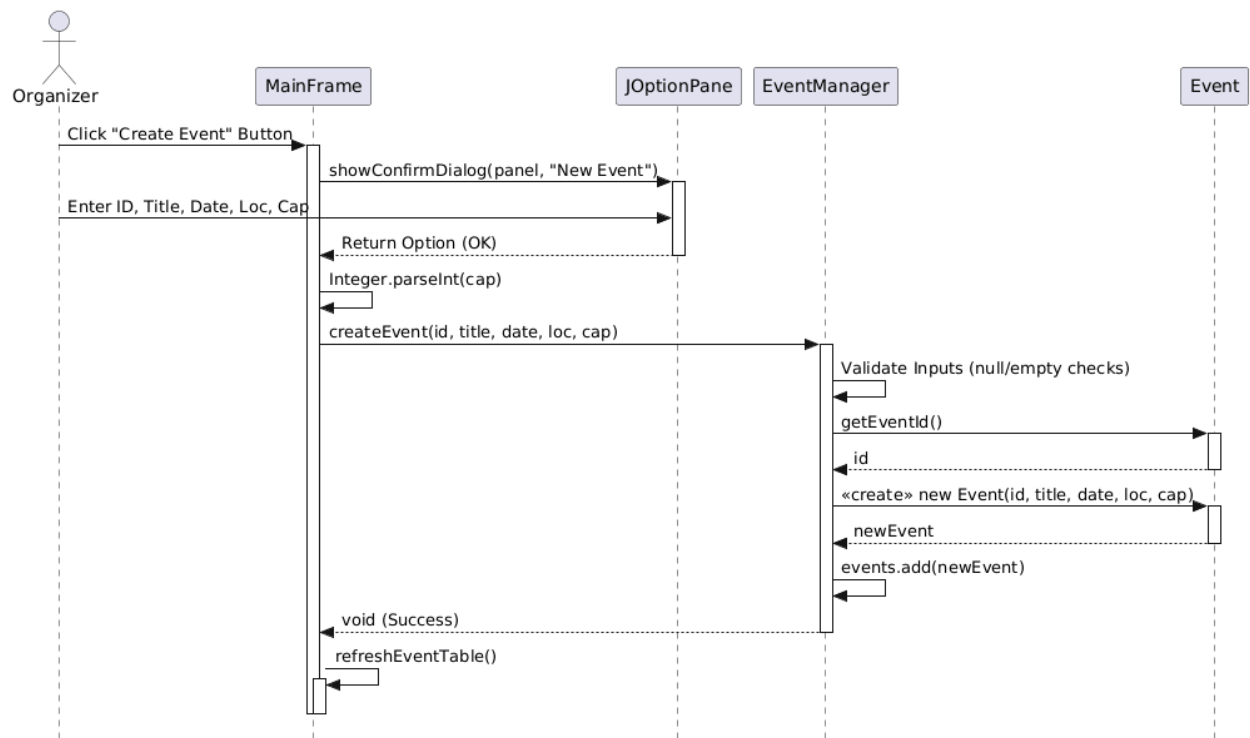 Organizer
MainFrame
JOptionPane
EventManager
Event
Click "Create Event" Button
showConfirmDialog(panel, "New Event")
Enter ID, Title, Date, Loc, Cap
Return Option (OK)
Integer.parseInt(cap)
createEvent(id, title, date, loc, cap)
Validate Inputs (null/empty checks)
getEventId()
id
«create» new Event(id, title, date, loc, cap)
newEvent
events.add(newEvent)
void (Success)
refreshEventTable()